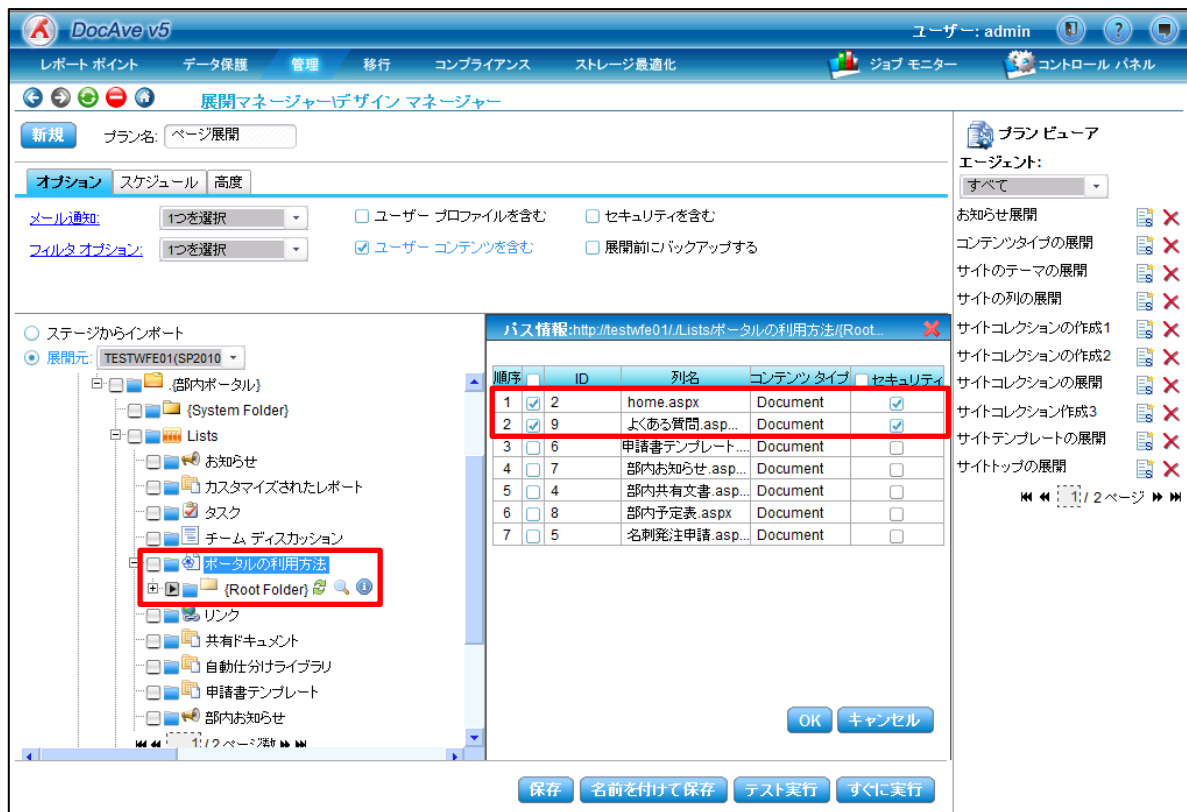 DocAve v5 ユーザー: admin ?
レポート ポイント データ保護 管理 移行 コンプライアンス ストレージ最適化 ジョブ モニター コントロール パネル
展開マネージャー\デザイン マネージャー
新規 プラン名: ページ展開
オプション スケジュール 高度
メール通知: 1つを選択 ユーザー プロファイルを含む セキュリティを含む
フィルタ オプション: 1つを選択 ユーザー コンテンツを含む 展開前にバックアップする
ステージからインポート
展開元: TESTWFE01(SP2010
.{部内ポータル}
{System Folder}
Lists
お知らせ
カスタマイズされたレポート
タスク
チーム ディスカッション
ポータルの利用方法
{Root Folder}
リンク
共有ドキュメント
自動仕分けライブラリ
申請書テンプレート
部内お知らせ
1 / 2 ページ数
パス情報:http://testwfe01/./Lists/ポータルの利用方法/{Root...
順序 ID 列名 コンテンツ タイプ セキュリティ
1 2 home.aspx Document
2 9 よくある質問.asp... Document
3 6 申請書テンプレート.... Document
4 7 部内お知らせ.asp... Document
5 4 部内共有文書.asp... Document
6 8 部内予定表.aspx Document
7 5 名刺発注申請.asp... Document
OK キャンセル
保存 名前を付けて保存 テスト実行 すぐに実行
プラン ビューア
エージェント:
すべて
お知らせ展開
コンテンツタイプの展開
サイトのテーマの展開
サイトの列の展開
サイトコレクションの作成1
サイトコレクションの作成2
サイトコレクションの展開
サイトコレクション作成3
サイトテンプレートの展開
サイトトップの展開
1 / 2 ページ